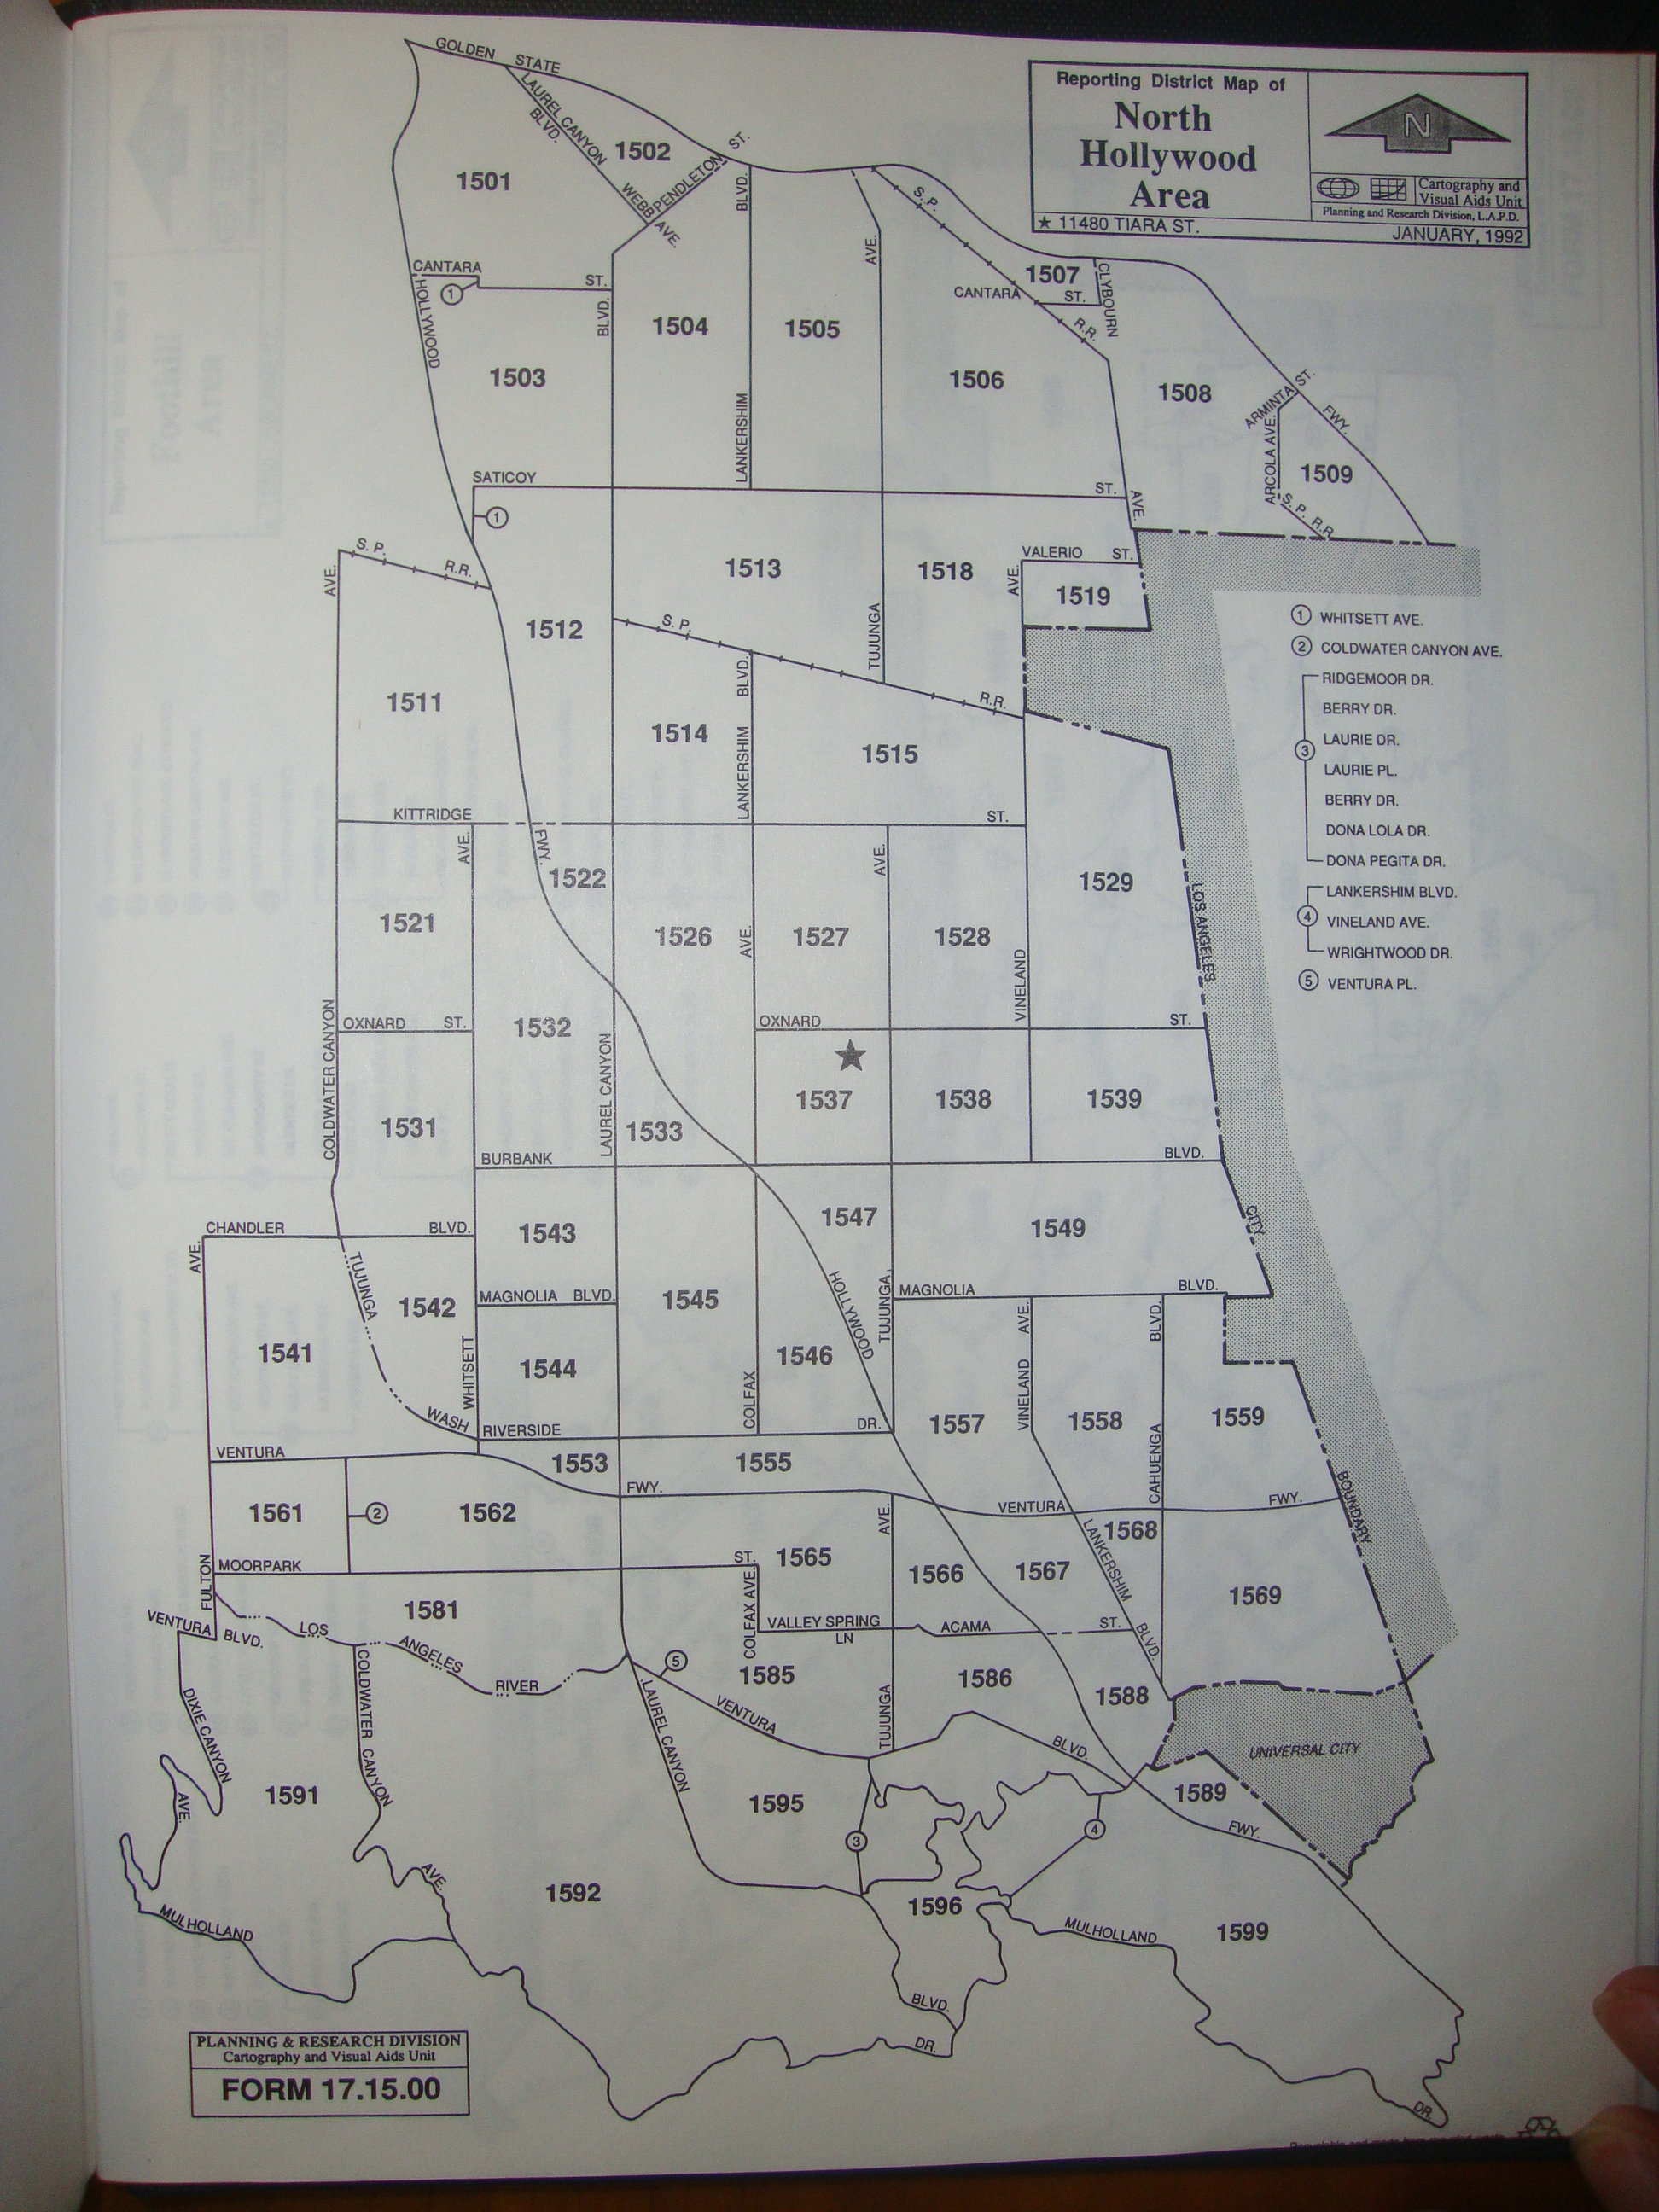 Reporting District Map of
North
Hollywood
Area
★ 11480 TIARA ST.
N
Cartography and
Visual Aids Unit
Planning and Research Division, L.A.P.D.
JANUARY, 1992
GOLDEN STATE
LAUREL CANYON
BLVD.
1502
1501
WEBB
AVE.
PENDLETON ST.
BLVD.
S. P.
AVE.
1507
CLYBOURN
CANTARA ST.
R.R.
CANTARA ST.
①
HOLLYWOOD
BLVD.
1504
1505
1503
1506
1508
ARMINTA ST.
FWY.
ARCOLA AVE.
1509
S. P. R.R.
LANKERSHIM
SATICOY ST.
AVE.
①
S. P. R.R.
AVE.
1513
1518
VALERIO ST.
AVE.
1519
1512
S. P.
TUJUNGA
R.R.
1511
1514
BLVD.
LANKERSHIM
1515
KITTRIDGE ST.
AVE.
FWY.
1522
AVE.
1529
1521
1526
AVE.
1527
1528
LOS ANGELES
VINELAND
OXNARD ST.
OXNARD ST.
COLDWATER CANYON
1532
LAUREL CANYON
★
1537
1538
1539
1531
1533
BURBANK BLVD.
CHANDLER BLVD.
AVE.
1543
1547
1549
CITY
TUJUNGA
1542
MAGNOLIA BLVD.
1545
HOLLYWOOD
TUJUNGA
MAGNOLIA BLVD.
AVE.
BLVD.
1541
WHITSETT
1544
1546
COLFAX
VINELAND
1557
1558
1559
CAHUENGA
WASH
RIVERSIDE DR.
VENTURA
1553
1555
FWY.
VENTURA
FWY.
BOUNDARY
1561
②
1562
AVE.
1568
LANKERSHIM
MOORPARK ST.
1565
1566
1567
1569
FULTON
COLFAX AVE.
1581
VENTURA BLVD.
LOS
ANGELES
RIVER
VALLEY SPRING
LN
ACAMA ST.
BLVD.
⑤
1585
1586
1588
VENTURA
TUJUNGA
BLVD.
DIXIE CANYON
AVE.
COLDWATER CANYON
AVE.
LAUREL CANYON
UNIVERSAL CITY
1591
1595
1589
③
④
FWY.
1592
1596
MULHOLLAND
MULHOLLAND
1599
BLVD.
DR.
DR.
① WHITSETT AVE.
② COLDWATER CANYON AVE.
RIDGEMOOR DR.
BERRY DR.
LAURIE DR.
③
LAURIE PL.
BERRY DR.
DONA LOLA DR.
DONA PEGITA DR.
LANKERSHIM BLVD.
④ VINELAND AVE.
WRIGHTWOOD DR.
⑤ VENTURA PL.
PLANNING & RESEARCH DIVISION
Cartography and Visual Aids Unit
FORM 17.15.00